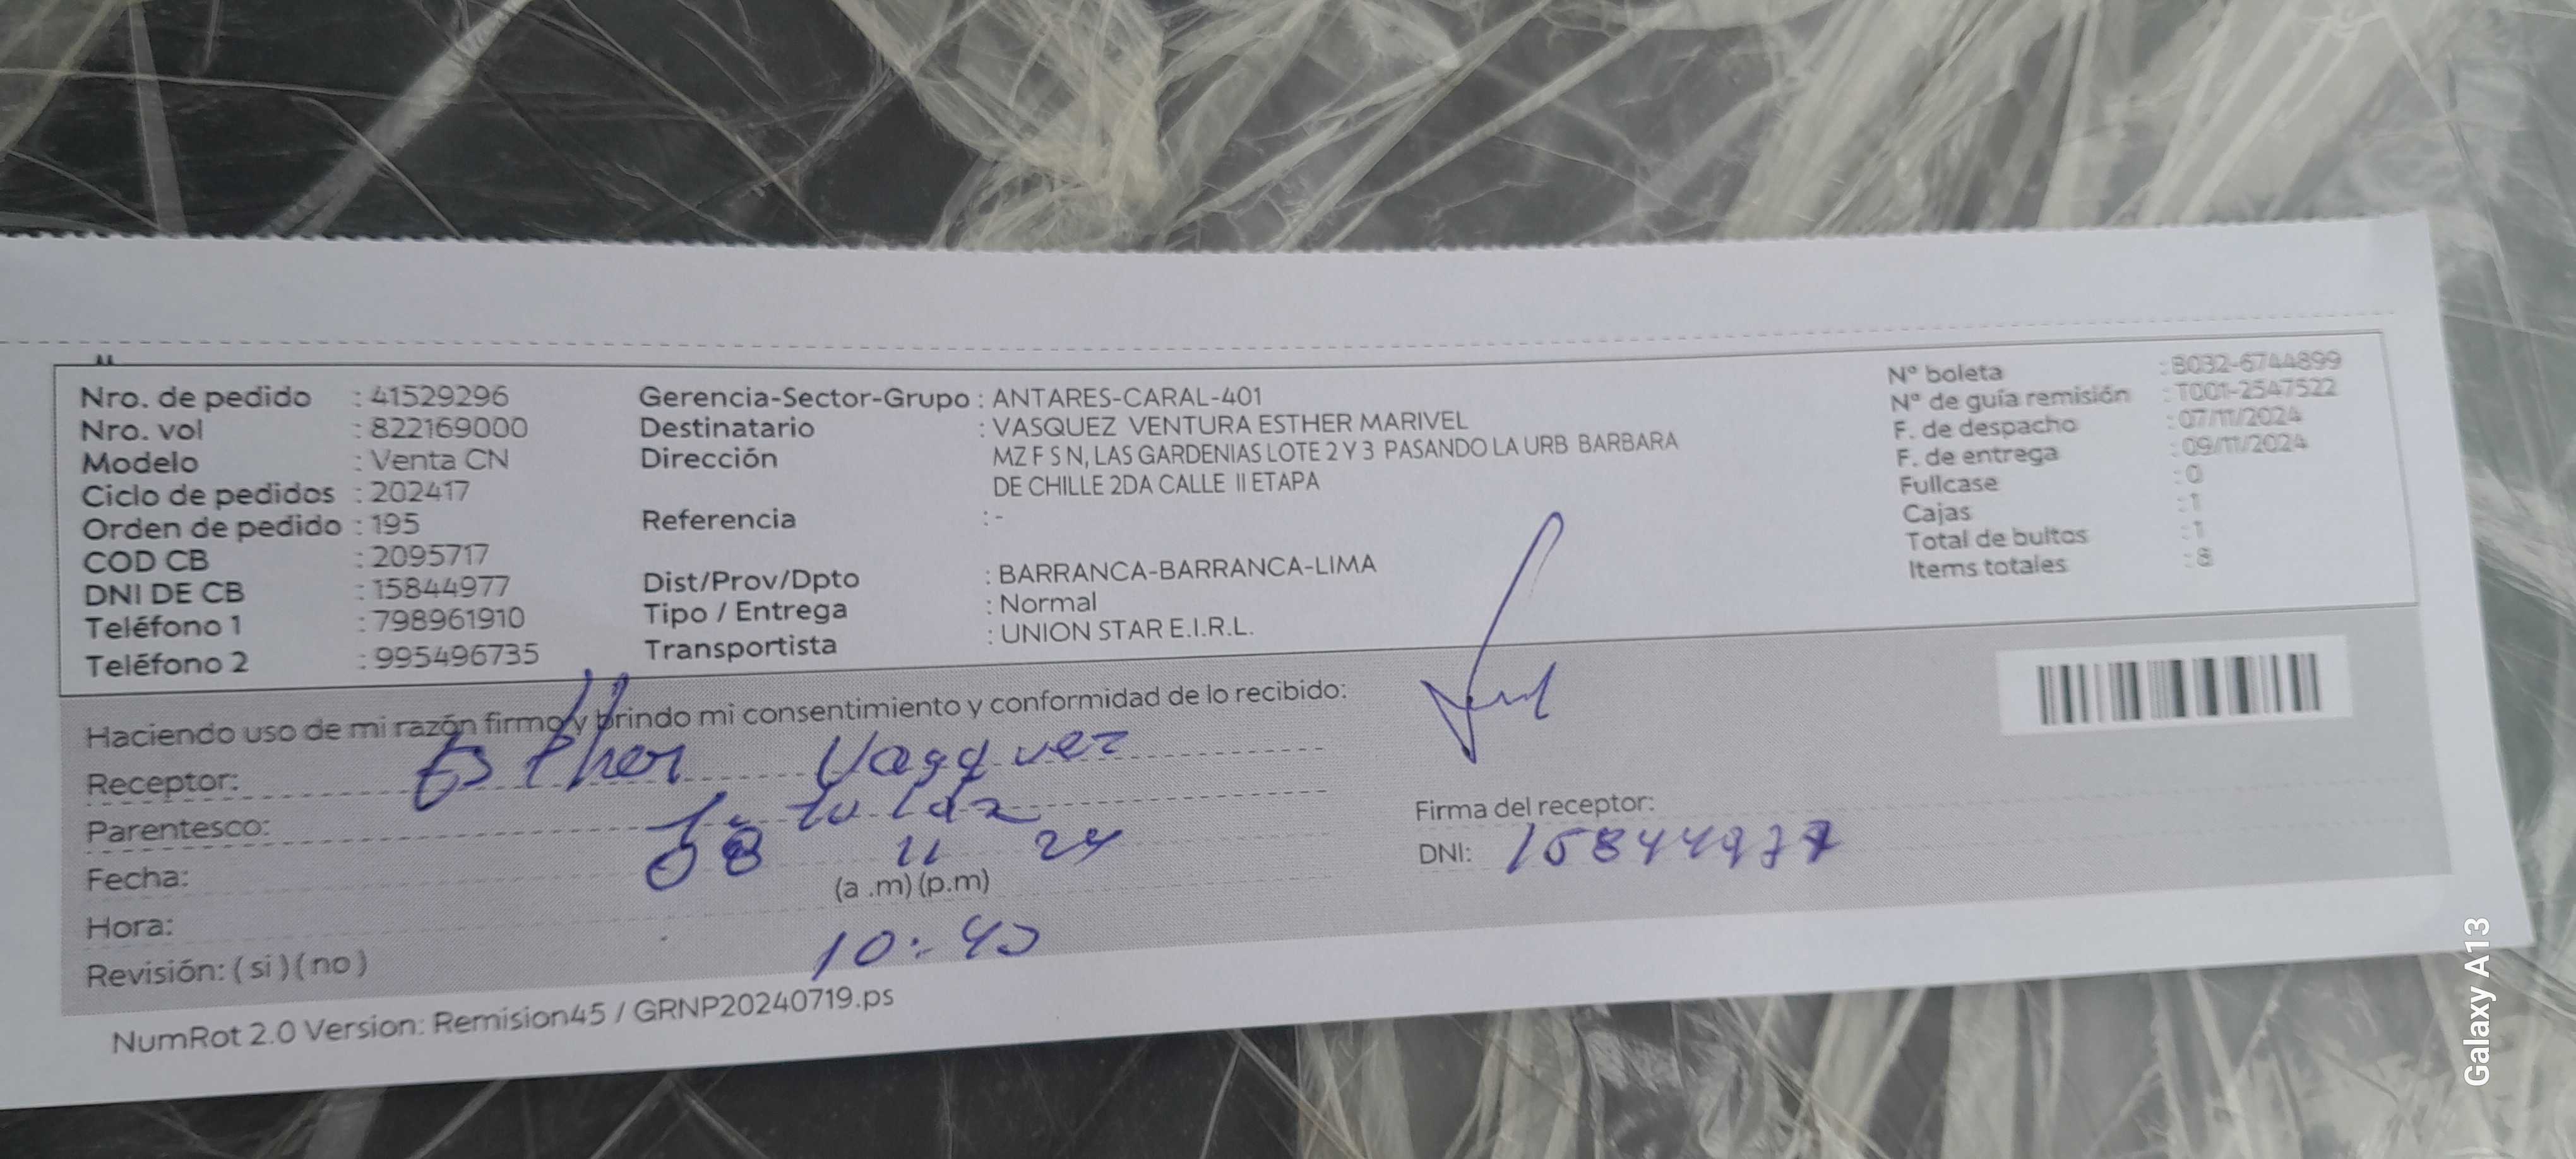 Nro. de pedido : 41529296
Nro. vol : 822169000
Modelo : Venta CN
Ciclo de pedidos : 202417
Orden de pedido : 195
COD CB : 2095717
DNI DE CB : 15844977
Teléfono 1 : 798961910
Teléfono 2 : 995496735
Gerencia-Sector-Grupo : ANTARES-CARAL-401
Destinatario : VASQUEZ VENTURA ESTHER MARIVEL
Dirección MZ F S N, LAS GARDENIAS LOTE 2 Y 3 PASANDO LA URB BARBARA
DE CHILLE 2DA CALLE II ETAPA
Referencia : -
Dist/Prov/Dpto : BARRANCA-BARRANCA-LIMA
Tipo / Entrega : Normal
Transportista : UNION STAR E.I.R.L.
N° boleta : B032-6744899
N° de guía remisión : T001-2547522
F. de despacho : 07/11/2024
F. de entrega : 09/11/2024
Fullcase : 0
Cajas : 1
Total de bultos : 1
Items totales : 8
Haciendo uso de mi razón firmo y brindo mi consentimiento y conformidad de lo recibido:
Receptor: Esther Vasquez
Parentesco:
Fecha: 08 11 24
(a .m) (p.m)
Hora: 10:43
Revisión: ( si ) ( no )
Firma del receptor:
DNI: 15844977
NumRot 2.0 Version: Remision45 / GRNP20240719.ps
Galaxy A13